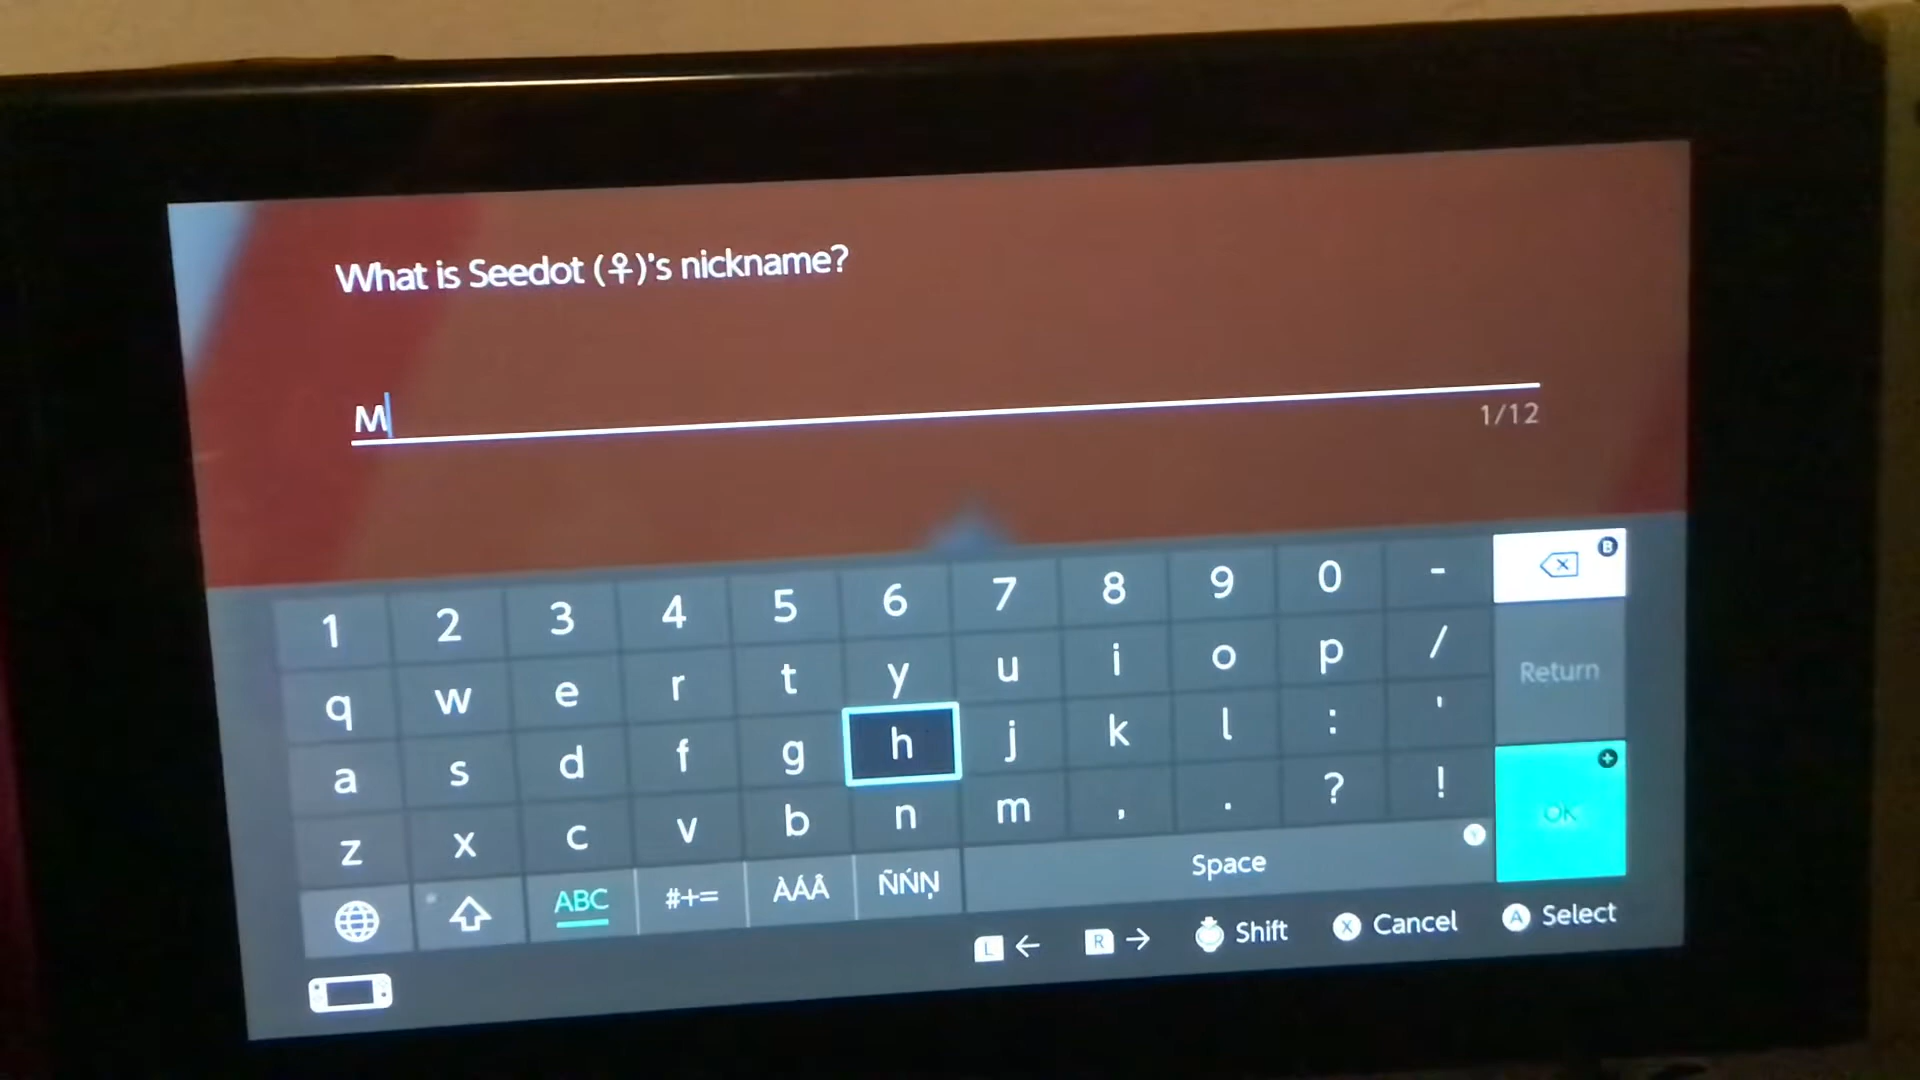 What is Seedot (♀)'s nickname?
M
1/12
1 2 3 4 5 6 7 8 9 0 -
B
q w e r t y u i o p /
Return
a s d f g h j k l : '
+
z x c v b n m , . ? !
OK
ABC #+= ÀÁÂ ÑŃŅ Space
L ← R → Shift X Cancel A Select